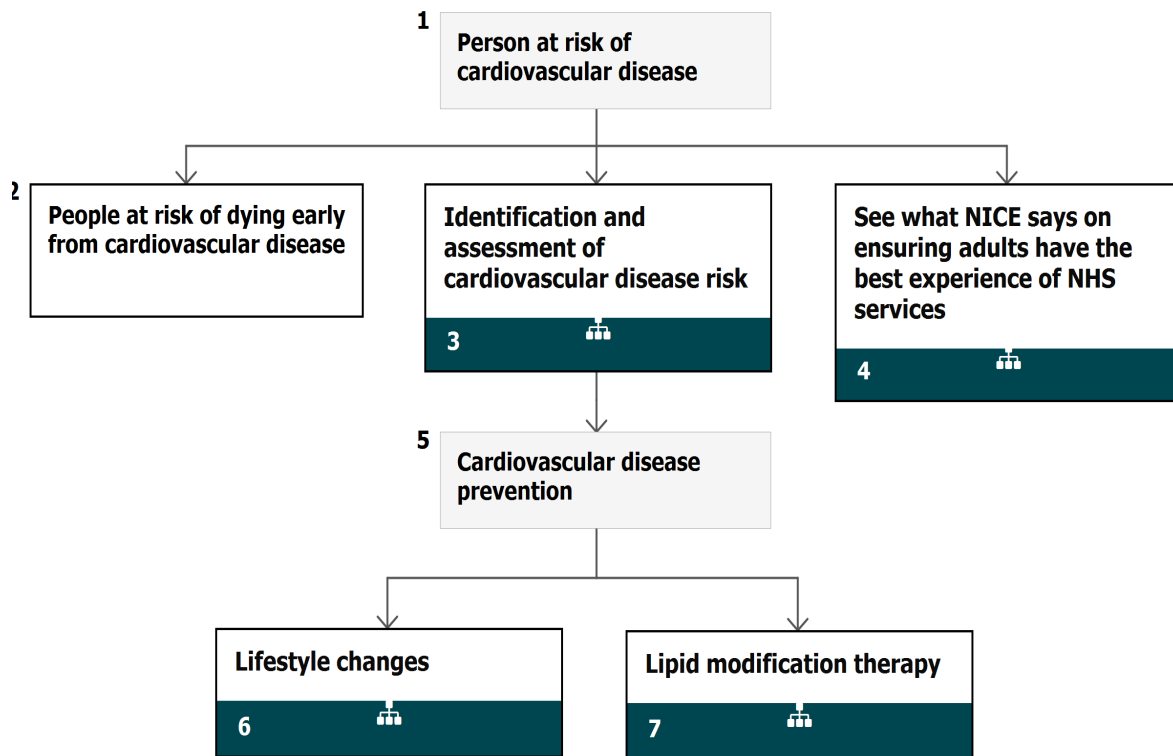 1
Person at risk of
cardiovascular disease
2
People at risk of dying early
from cardiovascular disease
Identification and
assessment of
cardiovascular disease risk
3
See what NICE says on
ensuring adults have the
best experience of NHS
services
4
5
Cardiovascular disease
prevention
Lifestyle changes
6
Lipid modification therapy
7